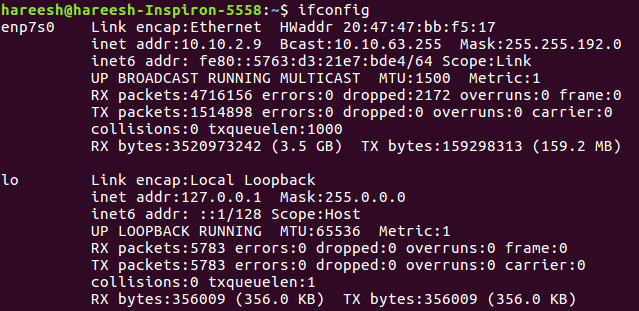 hareesh@hareesh-Inspiron-5558:~$ ifconfig
enp7s0    Link encap:Ethernet  HWaddr 20:47:47:bb:f5:17
          inet addr:10.10.2.9  Bcast:10.10.63.255  Mask:255.255.192.0
          inet6 addr: fe80::5763:d3:21e7:bde4/64 Scope:Link
          UP BROADCAST RUNNING MULTICAST  MTU:1500  Metric:1
          RX packets:4716156 errors:0 dropped:2172 overruns:0 frame:0
          TX packets:1514898 errors:0 dropped:0 overruns:0 carrier:0
          collisions:0 txqueuelen:1000
          RX bytes:3520973242 (3.5 GB)  TX bytes:159298313 (159.2 MB)

lo        Link encap:Local Loopback
          inet addr:127.0.0.1  Mask:255.0.0.0
          inet6 addr: ::1/128 Scope:Host
          UP LOOPBACK RUNNING  MTU:65536  Metric:1
          RX packets:5783 errors:0 dropped:0 overruns:0 frame:0
          TX packets:5783 errors:0 dropped:0 overruns:0 carrier:0
          collisions:0 txqueuelen:1
          RX bytes:356009 (356.0 KB)  TX bytes:356009 (356.0 KB)